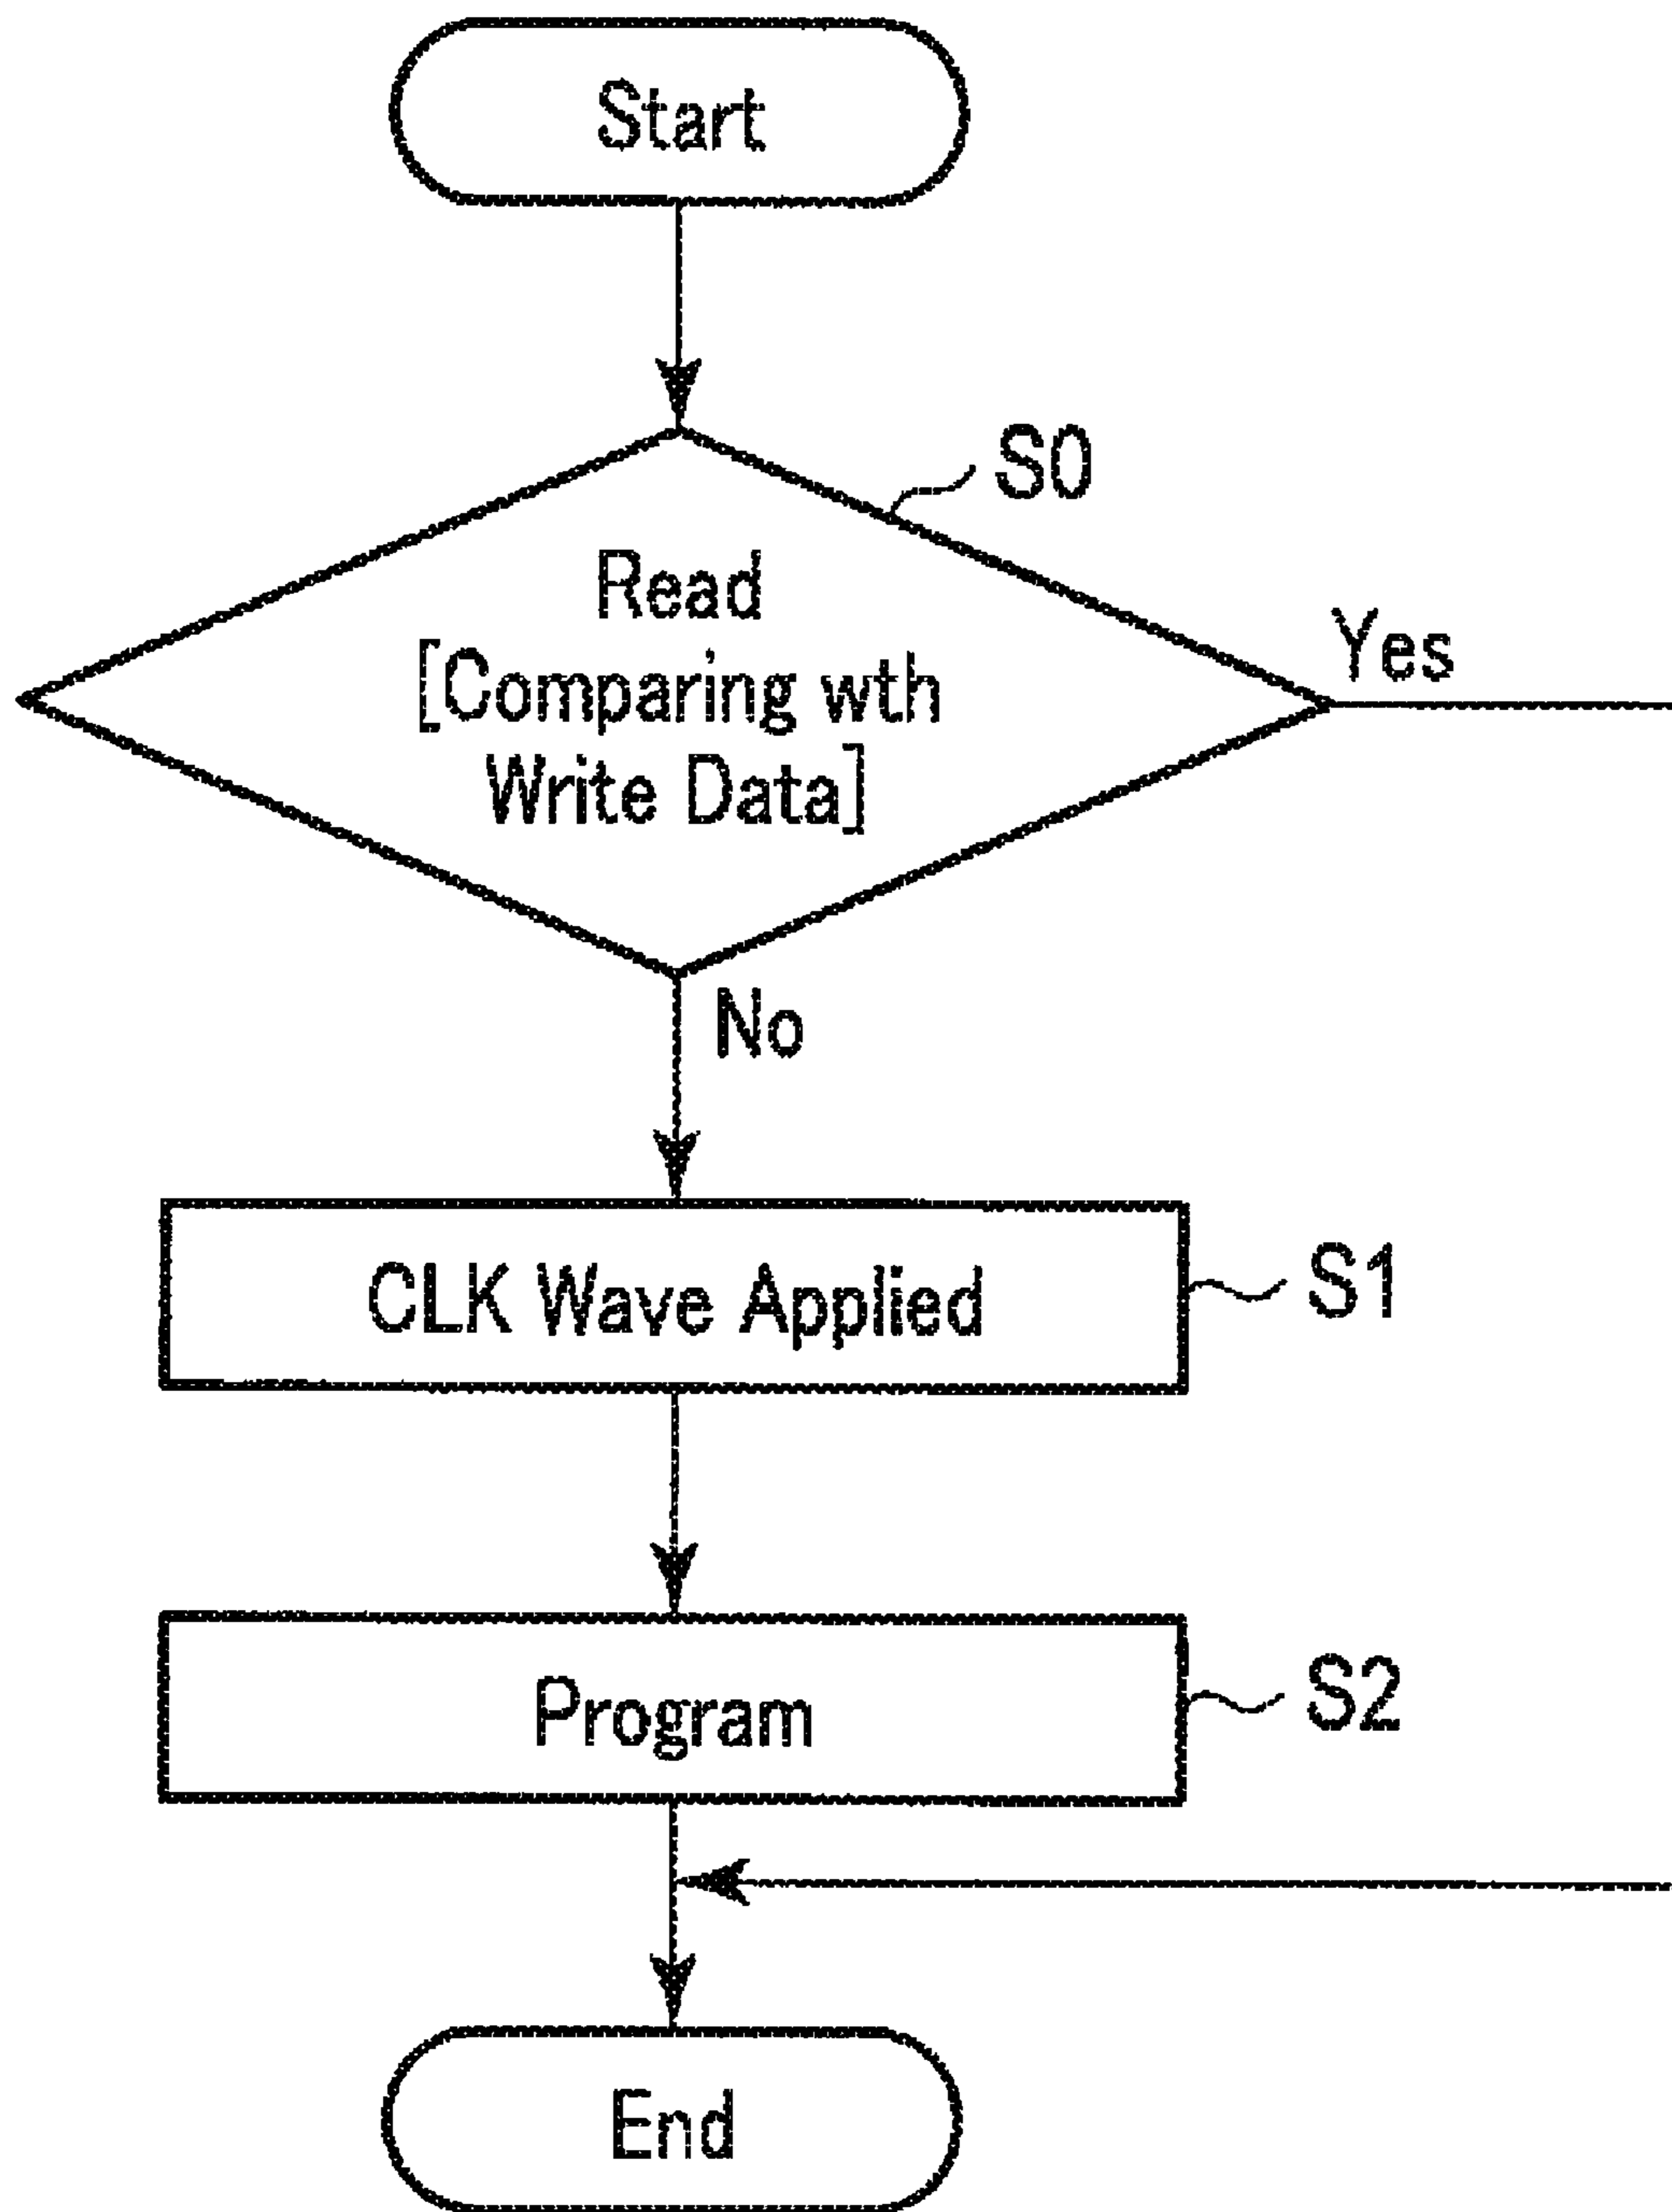 Start
S0
Read
[Comparing wth
Write Data]
Yes
No
CLK Wave Applied
S1
Program
S2
End